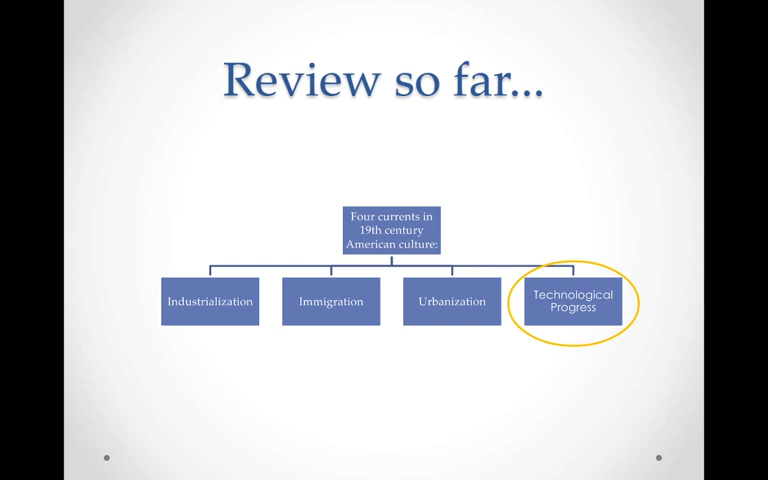 Review so far...
Four currents in
19th century
American culture:
Industrialization
Immigration
Urbanization
Technological
Progress